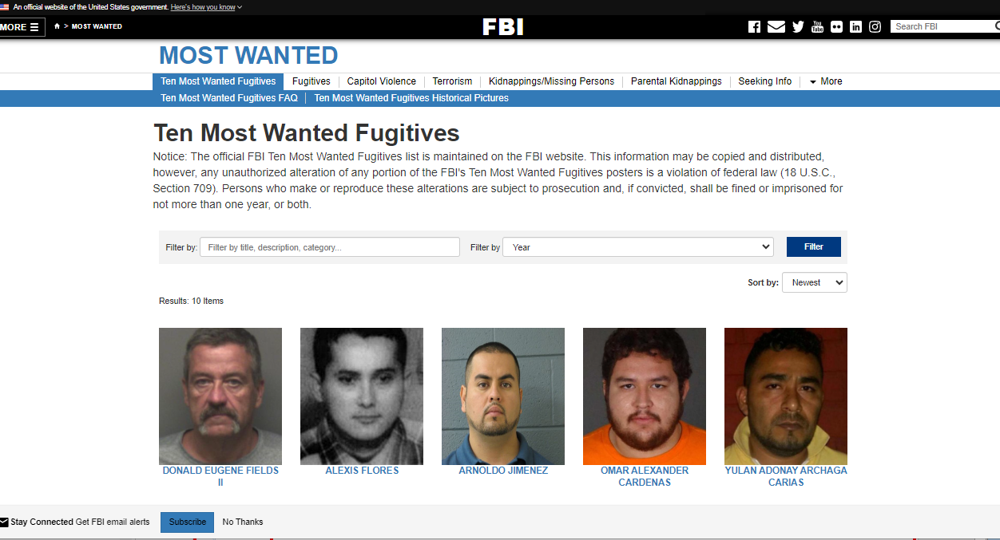 An official website of the United States government. Here's how you know
MORE
> MOST WANTED
FBI
You Tube
Search FBI
MOST WANTED
Ten Most Wanted Fugitives Fugitives Capitol Violence Terrorism Kidnappings/Missing Persons Parental Kidnappings Seeking Info More
Ten Most Wanted Fugitives FAQ Ten Most Wanted Fugitives Historical Pictures
Ten Most Wanted Fugitives
Notice: The official FBI Ten Most Wanted Fugitives list is maintained on the FBI website. This information may be copied and distributed,
however, any unauthorized alteration of any portion of the FBI's Ten Most Wanted Fugitives posters is a violation of federal law (18 U.S.C.,
Section 709). Persons who make or reproduce these alterations are subject to prosecution and, if convicted, shall be fined or imprisoned for
not more than one year, or both.
Filter by: Filter by title, description, category... Filter by Year Filter
Sort by: Newest
Results: 10 Items
DONALD EUGENE FIELDS
II
ALEXIS FLORES
ARNOLDO JIMENEZ
OMAR ALEXANDER
CARDENAS
YULAN ADONAY ARCHAGA
CARIAS
Stay Connected Get FBI email alerts Subscribe No Thanks